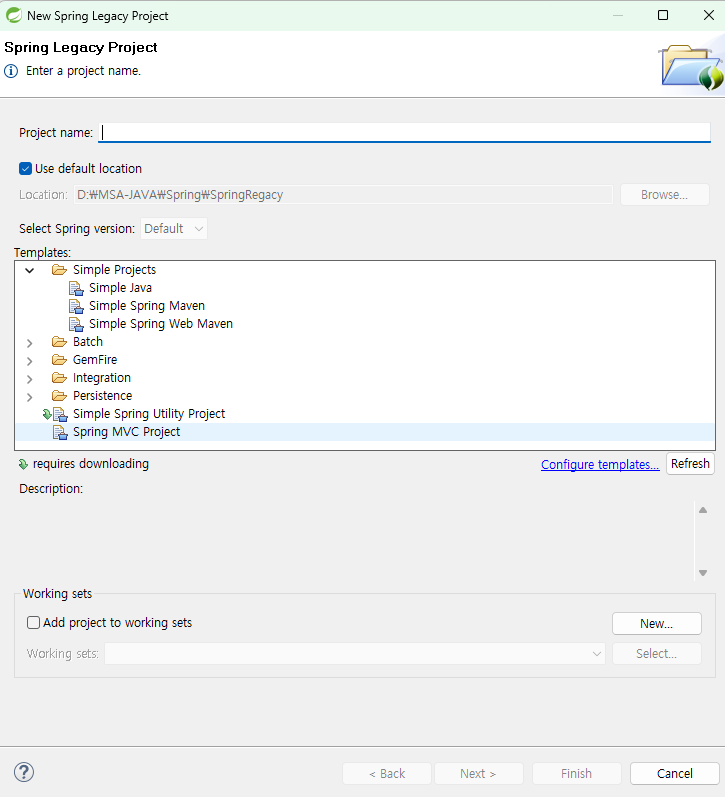 New Spring Legacy Project
Spring Legacy Project
Enter a project name.
Project name:
Use default location
Location: D:₩MSA-JAVA₩Spring₩SpringRegacy Browse...
Select Spring version: Default
Templates:
Simple Projects
Simple Java
Simple Spring Maven
Simple Spring Web Maven
Batch
GemFire
Integration
Persistence
Simple Spring Utility Project
Spring MVC Project
requires downloading Configure templates... Refresh
Description:
Working sets
Add project to working sets New...
Working sets: Select...
? < Back Next > Finish Cancel